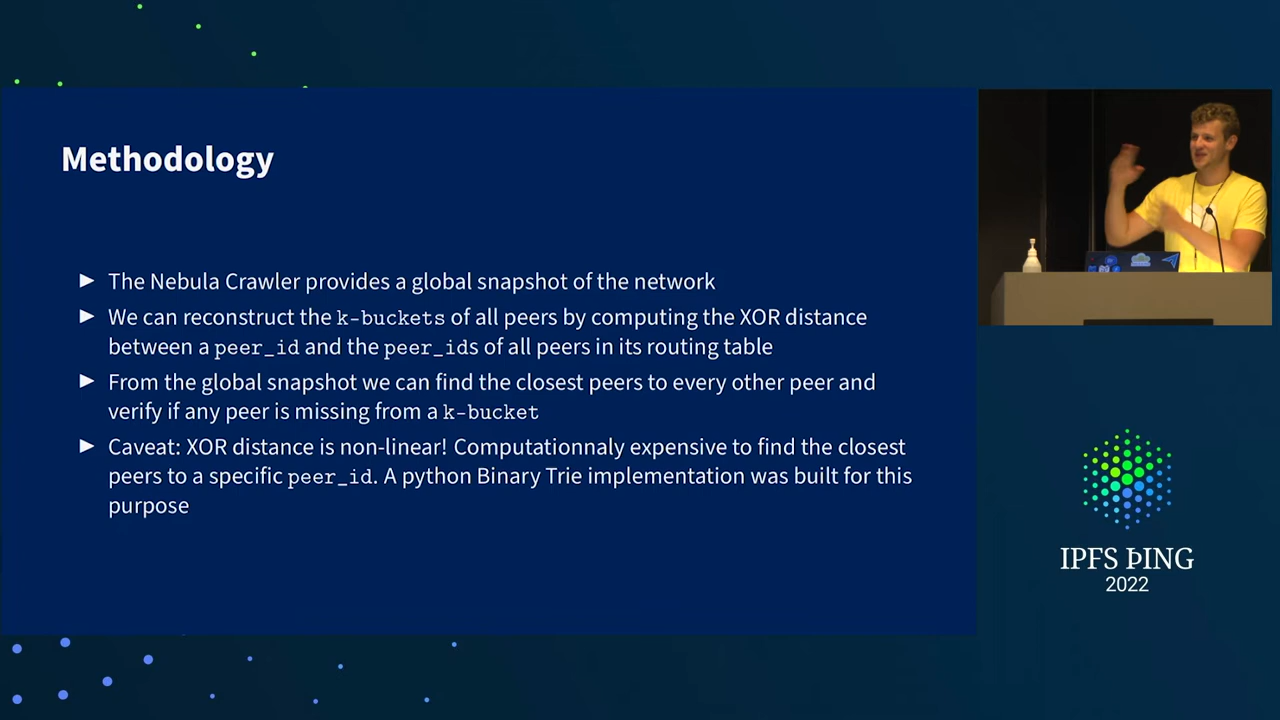 Methodology
► The Nebula Crawler provides a global snapshot of the network
► We can reconstruct the k-buckets of all peers by computing the XOR distance
between a peer_id and the peer_ids of all peers in its routing table
► From the global snapshot we can find the closest peers to every other peer and
verify if any peer is missing from a k-bucket
► Caveat: XOR distance is non-linear! Computationnaly expensive to find the closest
peers to a specific peer_id. A python Binary Trie implementation was built for this
purpose
IPFS ÞING
2022